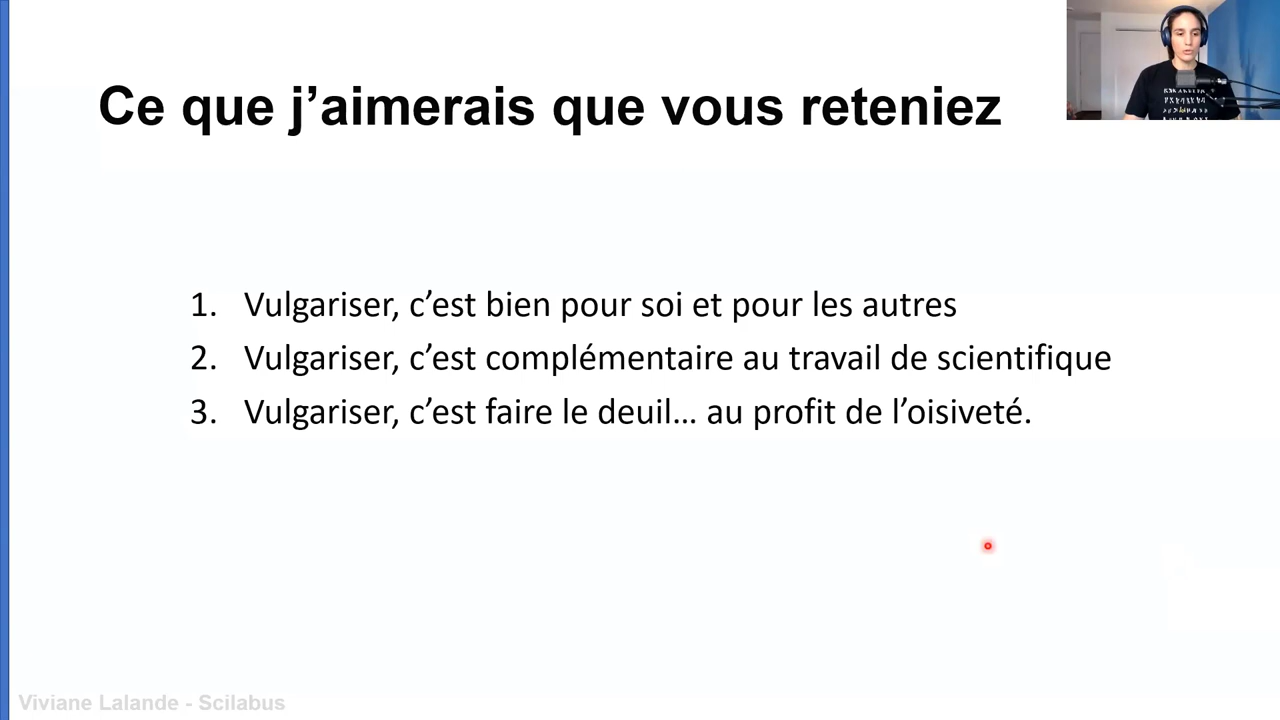 Ce que j’aimerais que vous reteniez
1. Vulgariser, c’est bien pour soi et pour les autres
2. Vulgariser, c’est complémentaire au travail de scientifique
3. Vulgariser, c’est faire le deuil… au profit de l’oisiveté.
Viviane Lalande - Scilabus